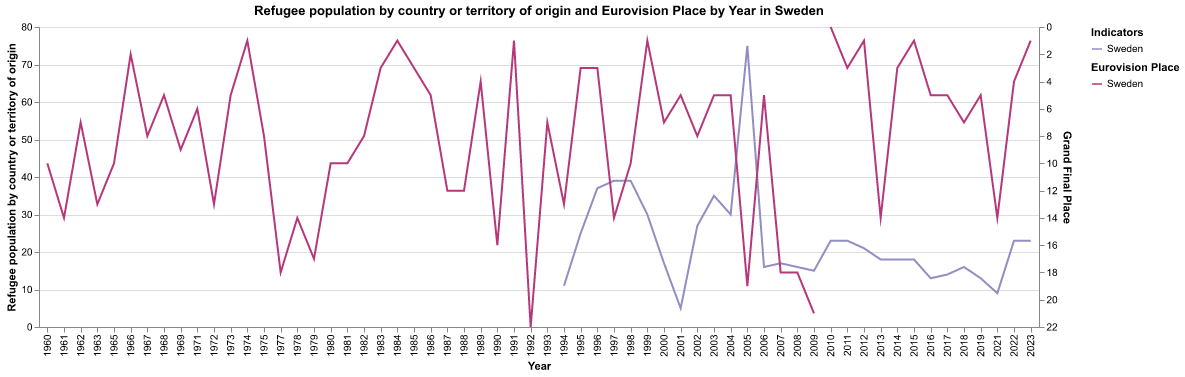 Refugee population by country or territory of origin and Eurovision Place by Year in Sweden
Refugee population by country or territory of origin
80
70
60
50
40
30
20
10
0
0
2
4
6
8
10
12
14
16
18
20
22
Grand Final Place
1960 1961 1962 1963 1965 1966 1967 1968 1969 1971 1972 1973 1974 1975 1977 1978 1979 1980 1981 1982 1983 1984 1985 1986 1987 1988 1989 1990 1991 1992 1993 1994 1995 1996 1997 1998 1999 2000 2001 2002 2003 2004 2005 2006 2007 2008 2009 2010 2011 2012 2013 2014 2015 2016 2017 2018 2019 2021 2022 2023
Year
Indicators
Sweden
Eurovision Place
Sweden